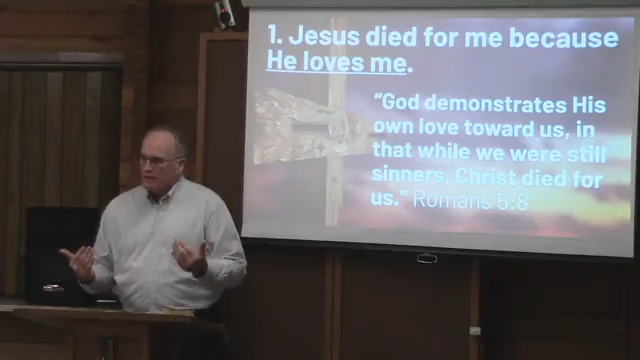 1. Jesus died for me because
He loves me.
“God demonstrates His
own love toward us, in
that while we were still
sinners, Christ died for
us.” Romans 5:8